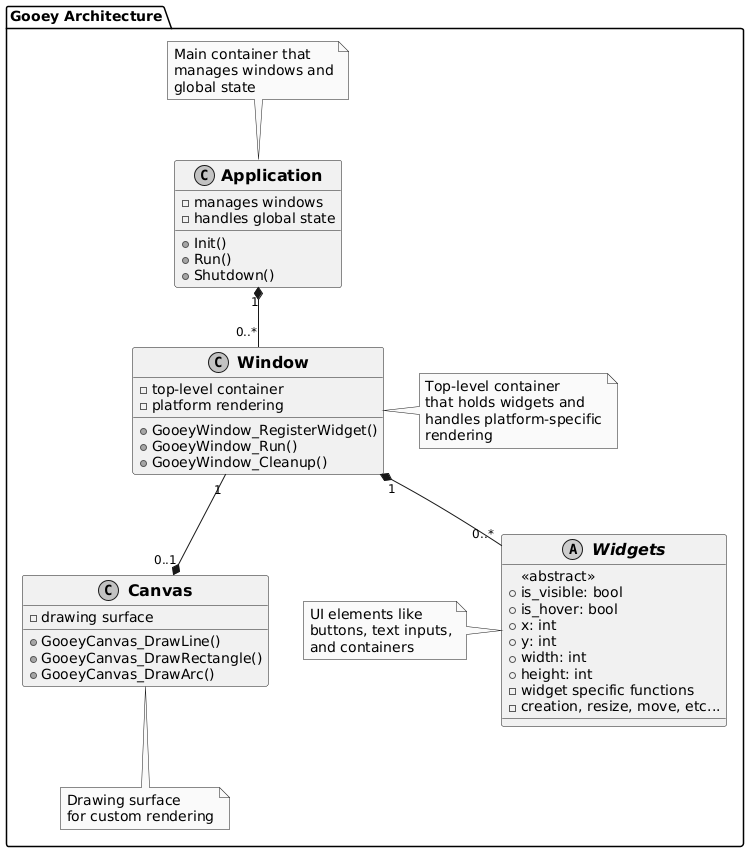 Gooey Architecture
Main container that
manages windows and
global state
C Application
manages windows
handles global state
Init()
Run()
Shutdown()
1
0..*
C Window
top-level container
platform rendering
GooeyWindow_RegisterWidget()
GooeyWindow_Run()
GooeyWindow_Cleanup()
Top-level container
that holds widgets and
handles platform-specific
rendering
1
1
0..1
0..*
C Canvas
drawing surface
GooeyCanvas_DrawLine()
GooeyCanvas_DrawRectangle()
GooeyCanvas_DrawArc()
UI elements like
buttons, text inputs,
and containers
A Widgets
«abstract»
is_visible: bool
is_hover: bool
x: int
y: int
width: int
height: int
widget specific functions
creation, resize, move, etc...
Drawing surface
for custom rendering